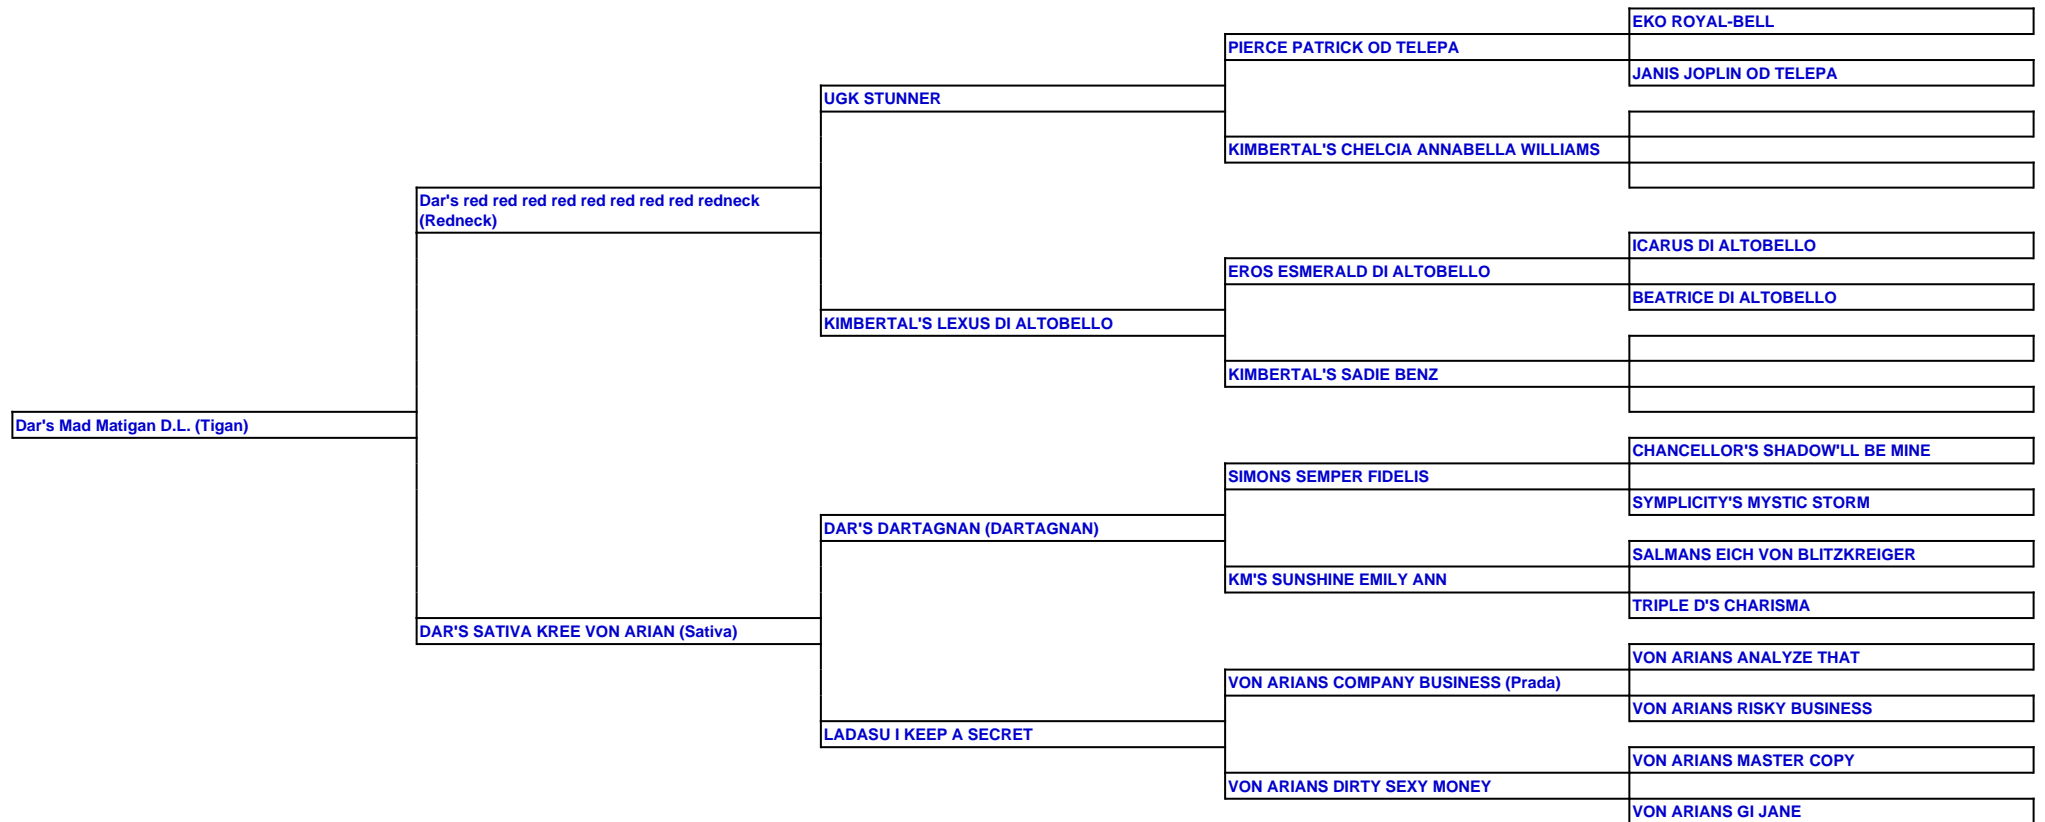 EKO ROYAL-BELL
PIERCE PATRICK OD TELEPA
JANIS JOPLIN OD TELEPA
UGK STUNNER
KIMBERTAL'S CHELCIA ANNABELLA WILLIAMS
Dar's red red red red red red red red redneck
(Redneck)
ICARUS DI ALTOBELLO
EROS ESMERALD DI ALTOBELLO
BEATRICE DI ALTOBELLO
KIMBERTAL'S LEXUS DI ALTOBELLO
KIMBERTAL'S SADIE BENZ
Dar's Mad Matigan D.L. (Tigan)
CHANCELLOR'S SHADOW'LL BE MINE
SIMONS SEMPER FIDELIS
SYMPLICITY'S MYSTIC STORM
DAR'S DARTAGNAN (DARTAGNAN)
SALMANS EICH VON BLITZKREIGER
KM'S SUNSHINE EMILY ANN
TRIPLE D'S CHARISMA
DAR'S SATIVA KREE VON ARIAN (Sativa)
VON ARIANS ANALYZE THAT
VON ARIANS COMPANY BUSINESS (Prada)
VON ARIANS RISKY BUSINESS
LADASU I KEEP A SECRET
VON ARIANS MASTER COPY
VON ARIANS DIRTY SEXY MONEY
VON ARIANS GI JANE